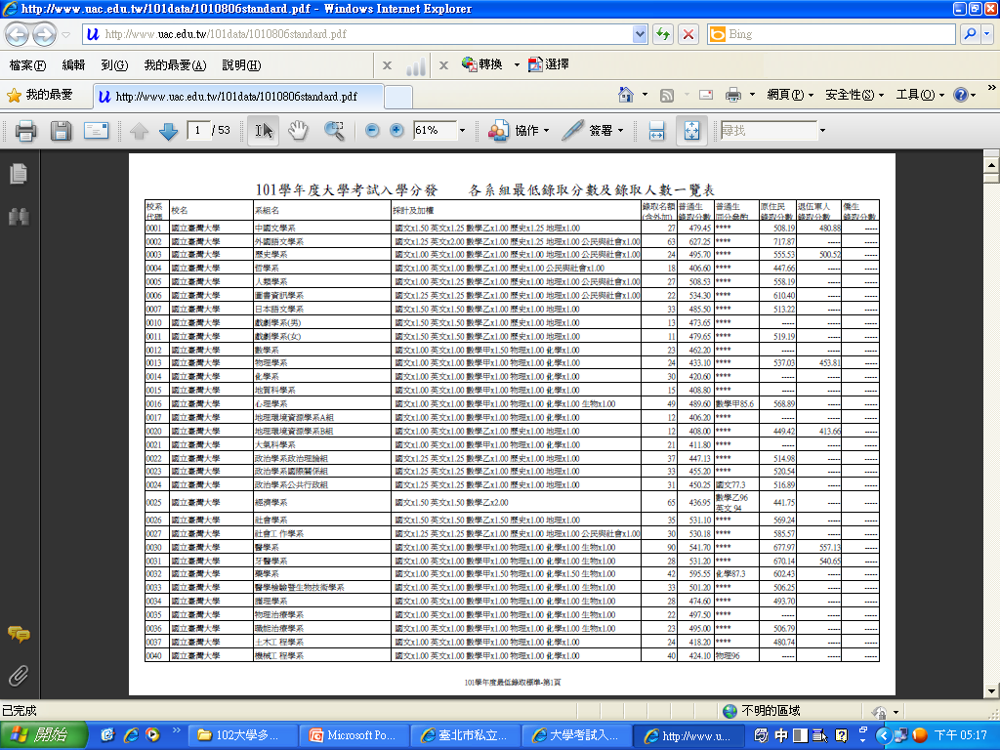 http://www.uac.edu.tw/101data/1010806standard.pdf - Windows Internet Explorer
http://www.uac.edu.tw/101data/1010806standard.pdf
Bing
檔案(F) 編輯 到(G) 我的最愛(A) 說明(H) 轉換 選擇
我的最愛 http://www.uac.edu.tw/101data/1010806standard.pdf 網頁(P) 安全性(S) 工具(O)
1 / 53 61% 協作 簽署 尋找
101學年度大學考試入學分發 各系組最低錄取分數及錄取人數一覽表
校系代碼 校名 系組名 採計及加權 錄取名額(含外加) 普通生錄取分數 普通生同分參酌 原住民錄取分數 退伍軍人錄取分數 僑生錄取分數
0001 國立臺灣大學 中國文學系 國文x1.50 英文x1.25 數學乙x1.00 歷史x1.25 地理x1.00 27 479.45 **** 508.19 480.88 -----
0002 國立臺灣大學 外國語文學系 國文x1.25 英文x2.00 數學乙x1.00 歷史x1.00 地理x1.00 公民與社會x1.00 63 627.25 **** 717.87 ----- -----
0003 國立臺灣大學 歷史學系 國文x1.00 英文x1.00 數學乙x1.00 歷史x1.00 地理x1.00 公民與社會x1.00 24 495.70 **** 555.53 500.52 -----
0004 國立臺灣大學 哲學系 國文x1.00 英文x1.00 數學乙x1.00 歷史x1.00 公民與社會x1.00 18 406.60 **** 447.66 ----- -----
0005 國立臺灣大學 人類學系 國文x1.00 英文x1.25 數學乙x1.00 歷史x1.00 地理x1.00 公民與社會x1.00 27 508.53 **** 558.19 ----- -----
0006 國立臺灣大學 圖書資訊學系 國文x1.25 英文x1.25 數學乙x1.00 歷史x1.00 地理x1.00 公民與社會x1.00 22 534.30 **** 610.40 ----- -----
0007 國立臺灣大學 日本語文學系 國文x1.50 英文x1.50 數學乙x1.00 歷史x1.00 地理x1.00 33 485.50 **** 513.22 ----- -----
0010 國立臺灣大學 戲劇學系(男) 國文x1.50 英文x1.50 數學乙x1.00 歷史x1.00 地理x1.00 13 473.65 **** ----- ----- -----
0011 國立臺灣大學 戲劇學系(女) 國文x1.50 英文x1.50 數學乙x1.00 歷史x1.00 地理x1.00 11 479.65 **** 519.19 ----- -----
0012 國立臺灣大學 數學系 國文x1.00 英文x1.00 數學甲x1.50 物理x1.00 化學x1.00 23 462.20 **** ----- ----- -----
0013 國立臺灣大學 物理學系 國文x1.00 英文x1.00 數學甲x1.00 物理x1.00 化學x1.00 24 433.10 **** 537.03 453.81 -----
0014 國立臺灣大學 化學系 國文x1.00 英文x1.00 數學甲x1.00 物理x1.00 化學x1.00 30 420.60 **** ----- ----- -----
0015 國立臺灣大學 地質科學系 國文x1.00 英文x1.00 數學甲x1.00 物理x1.00 化學x1.00 15 408.80 **** ----- ----- -----
0016 國立臺灣大學 心理學系 國文x1.00 英文x1.00 數學甲x1.00 物理x1.00 化學x1.00 生物x1.00 49 489.60 數學甲85.6 568.89 ----- -----
0017 國立臺灣大學 地理環境資源學系A組 國文x1.00 英文x1.00 數學甲x1.00 物理x1.00 化學x1.00 12 406.20 **** ----- ----- -----
0020 國立臺灣大學 地理環境資源學系B組 國文x1.00 英文x1.00 數學乙x1.00 歷史x1.00 地理x1.00 12 408.00 **** 449.42 413.66 -----
0021 國立臺灣大學 大氣科學系 國文x1.00 英文x1.00 數學甲x1.00 物理x1.00 化學x1.00 21 411.80 **** ----- ----- -----
0022 國立臺灣大學 政治學系政治理論組 國文x1.25 英文x1.25 數學乙x1.00 歷史x1.00 地理x1.00 37 447.13 **** 514.98 ----- -----
0023 國立臺灣大學 政治學系國際關係組 國文x1.25 英文x1.25 數學乙x1.00 歷史x1.00 地理x1.00 33 455.20 **** 520.54 ----- -----
0024 國立臺灣大學 政治學系公共行政組 國文x1.25 英文x1.25 數學乙x1.00 歷史x1.00 地理x1.00 31 450.25 國文77.3 516.89 ----- -----
0025 國立臺灣大學 經濟學系 國文x1.50 英文x1.50 數學乙x2.00 65 436.95 數學乙96 英文 94 441.75 ----- -----
0026 國立臺灣大學 社會學系 國文x1.50 英文x1.50 數學乙x1.50 歷史x1.00 地理x1.00 35 531.10 **** 569.24 ----- -----
0027 國立臺灣大學 社會工作學系 國文x1.25 英文x1.25 數學乙x1.00 歷史x1.00 地理x1.00 公民與社會x1.00 30 530.18 **** 585.57 ----- -----
0030 國立臺灣大學 醫學系 國文x1.00 英文x1.00 數學甲x1.00 物理x1.00 化學x1.00 生物x1.00 90 541.70 **** 677.97 557.13 -----
0031 國立臺灣大學 牙醫學系 國文x1.00 英文x1.00 數學甲x1.00 物理x1.00 化學x1.00 生物x1.00 28 531.20 **** 670.14 540.65 -----
0032 國立臺灣大學 藥學系 國文x1.00 英文x1.00 數學甲x1.50 物理x1.00 化學x1.50 生物x1.00 42 595.55 化學87.3 602.43 ----- -----
0033 國立臺灣大學 醫學檢驗暨生物技術學系 國文x1.00 英文x1.00 數學甲x1.00 物理x1.00 化學x1.00 生物x1.00 33 501.20 **** 506.25 ----- -----
0034 國立臺灣大學 護理學系 國文x1.00 英文x1.00 數學甲x1.00 物理x1.00 化學x1.00 生物x1.00 28 474.60 **** 493.70 ----- -----
0035 國立臺灣大學 物理治療學系 國文x1.00 英文x1.00 數學甲x1.00 物理x1.00 化學x1.00 生物x1.00 22 497.50 **** ----- ----- -----
0036 國立臺灣大學 職能治療學系 國文x1.00 英文x1.00 數學甲x1.00 物理x1.00 化學x1.00 生物x1.00 23 495.00 **** 506.79 ----- -----
0037 國立臺灣大學 土木工程學系 國文x1.00 英文x1.00 數學甲x1.00 物理x1.00 化學x1.00 24 418.20 **** 480.74 ----- -----
0040 國立臺灣大學 機械工程學系 國文x1.00 英文x1.00 數學甲x1.00 物理x1.00 化學x1.00 40 424.10 物理96 ----- ----- -----
101學年度最低錄取標準-第1頁
已完成 不明的區域
開始 102大學多... Microsoft Po... 臺北市私立... 大學考試入... http://www.u... 中 下午 05:17